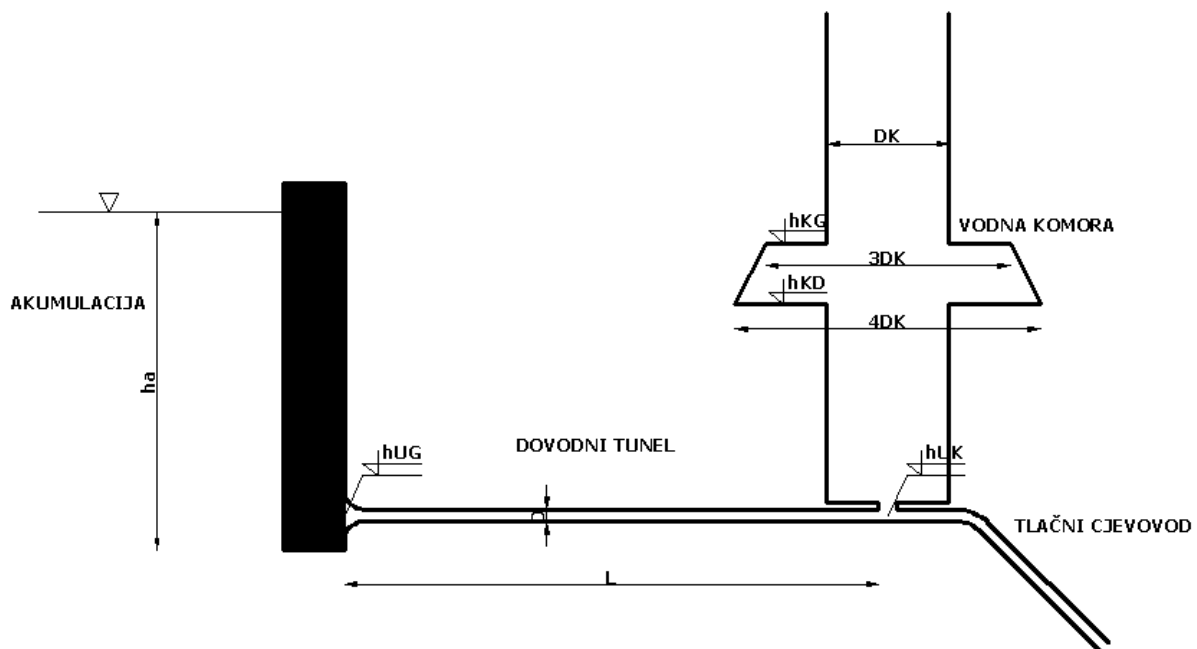 DK
hKG
VODNA KOMORA
3DK
hKD
AKUMULACIJA
4DK
ha
DOVODNI TUNEL
hUG
hUK
D
TLAČNI CJEVOVOD
L